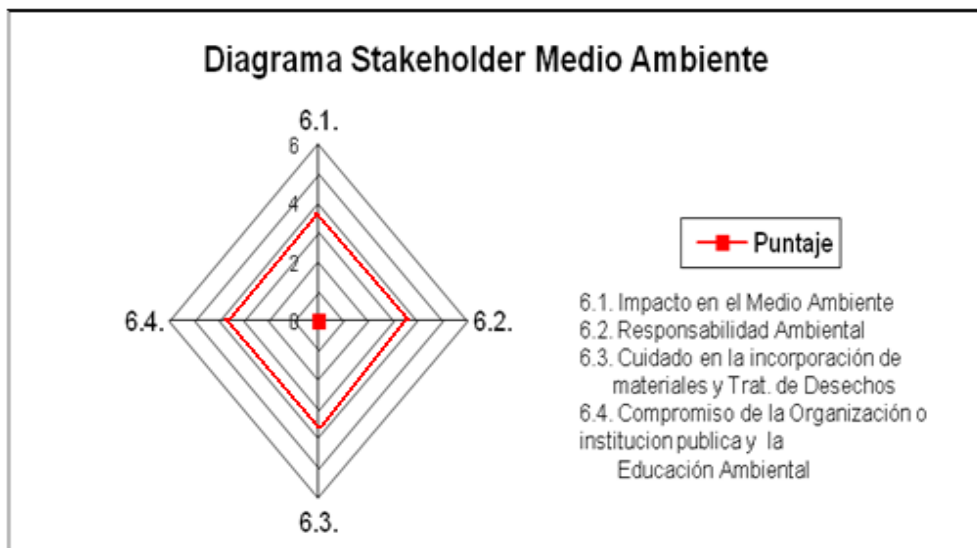 Diagrama Stakeholder Medio Ambiente
6.1.
6
4
2
0
6.4.
6.2.
6.3.
Puntaje
6.1. Impacto en el Medio Ambiente
6.2. Responsabilidad Ambiental
6.3. Cuidado en la incorporación de
materiales y Trat. de Desechos
6.4. Compromiso de la Organización o
institucion publica y la
Educación Ambiental